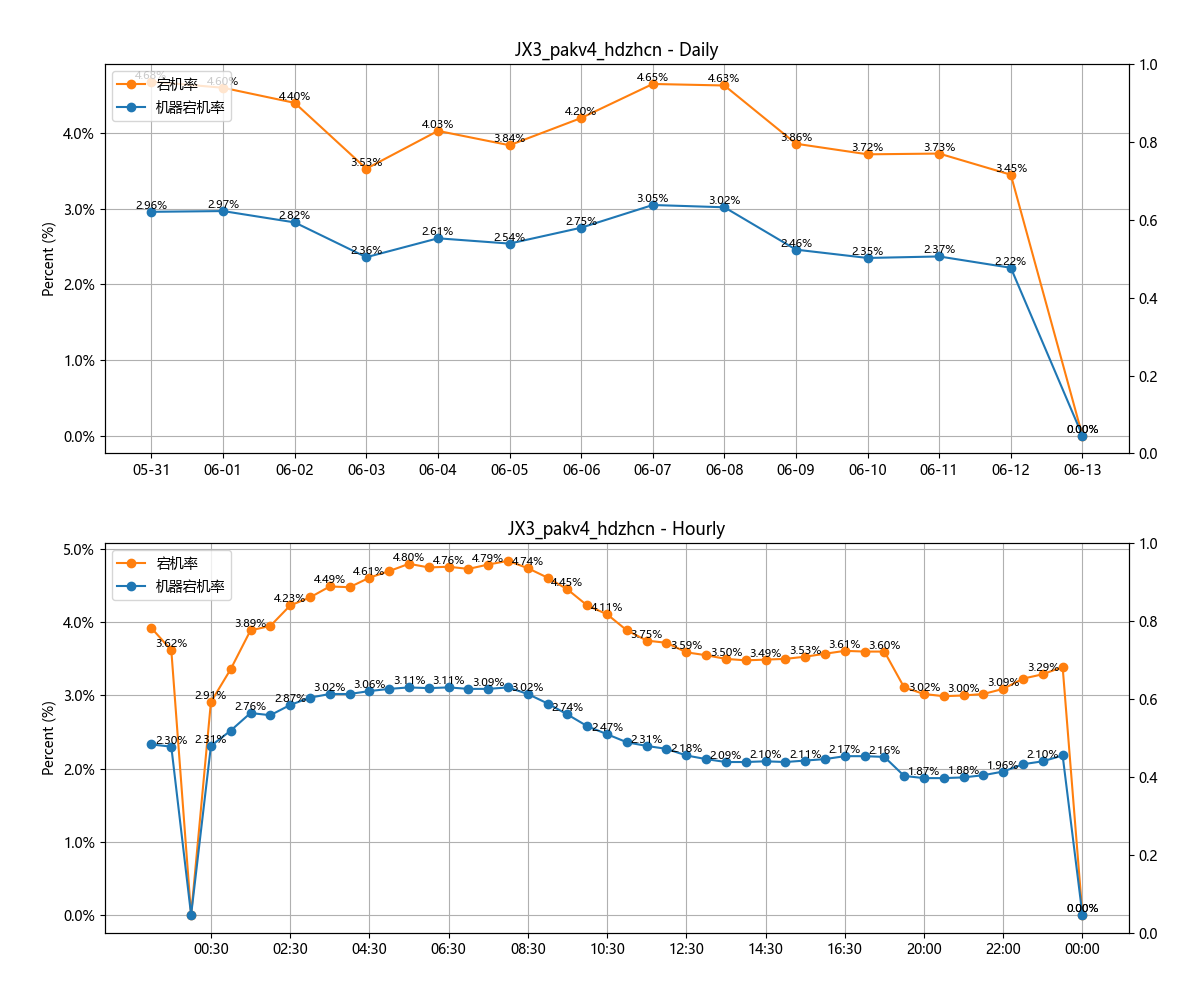 JX3_pakv4_hdzhcn - Daily
宕机率
机器宕机率
Percent (%)
4.0%
3.0%
2.0%
1.0%
0.0%
1.0
0.8
0.6
0.4
0.2
0.0
4.68% 4.60% 4.40% 3.53% 4.03% 3.84% 4.20% 4.65% 4.63% 3.86% 3.72% 3.73% 3.45% 0.00%
2.96% 2.97% 2.82% 2.36% 2.61% 2.54% 2.75% 3.05% 3.02% 2.46% 2.35% 2.37% 2.22% 0.00%
05-31 06-01 06-02 06-03 06-04 06-05 06-06 06-07 06-08 06-09 06-10 06-11 06-12 06-13
JX3_pakv4_hdzhcn - Hourly
宕机率
机器宕机率
Percent (%)
5.0%
4.0%
3.0%
2.0%
1.0%
0.0%
1.0
0.8
0.6
0.4
0.2
0.0
3.62% 2.91% 3.89% 4.23% 4.49% 4.61% 4.80% 4.76% 4.79% 4.74% 4.45% 4.11% 3.75% 3.59% 3.50% 3.49% 3.53% 3.61% 3.60% 3.02% 3.00% 3.09% 3.29% 0.00%
2.30% 2.31% 2.76% 2.87% 3.02% 3.06% 3.11% 3.11% 3.09% 3.02% 2.74% 2.47% 2.31% 2.18% 2.09% 2.10% 2.11% 2.17% 2.16% 1.87% 1.88% 1.96% 2.10% 0.00%
00:30 02:30 04:30 06:30 08:30 10:30 12:30 14:30 16:30 20:00 22:00 00:00